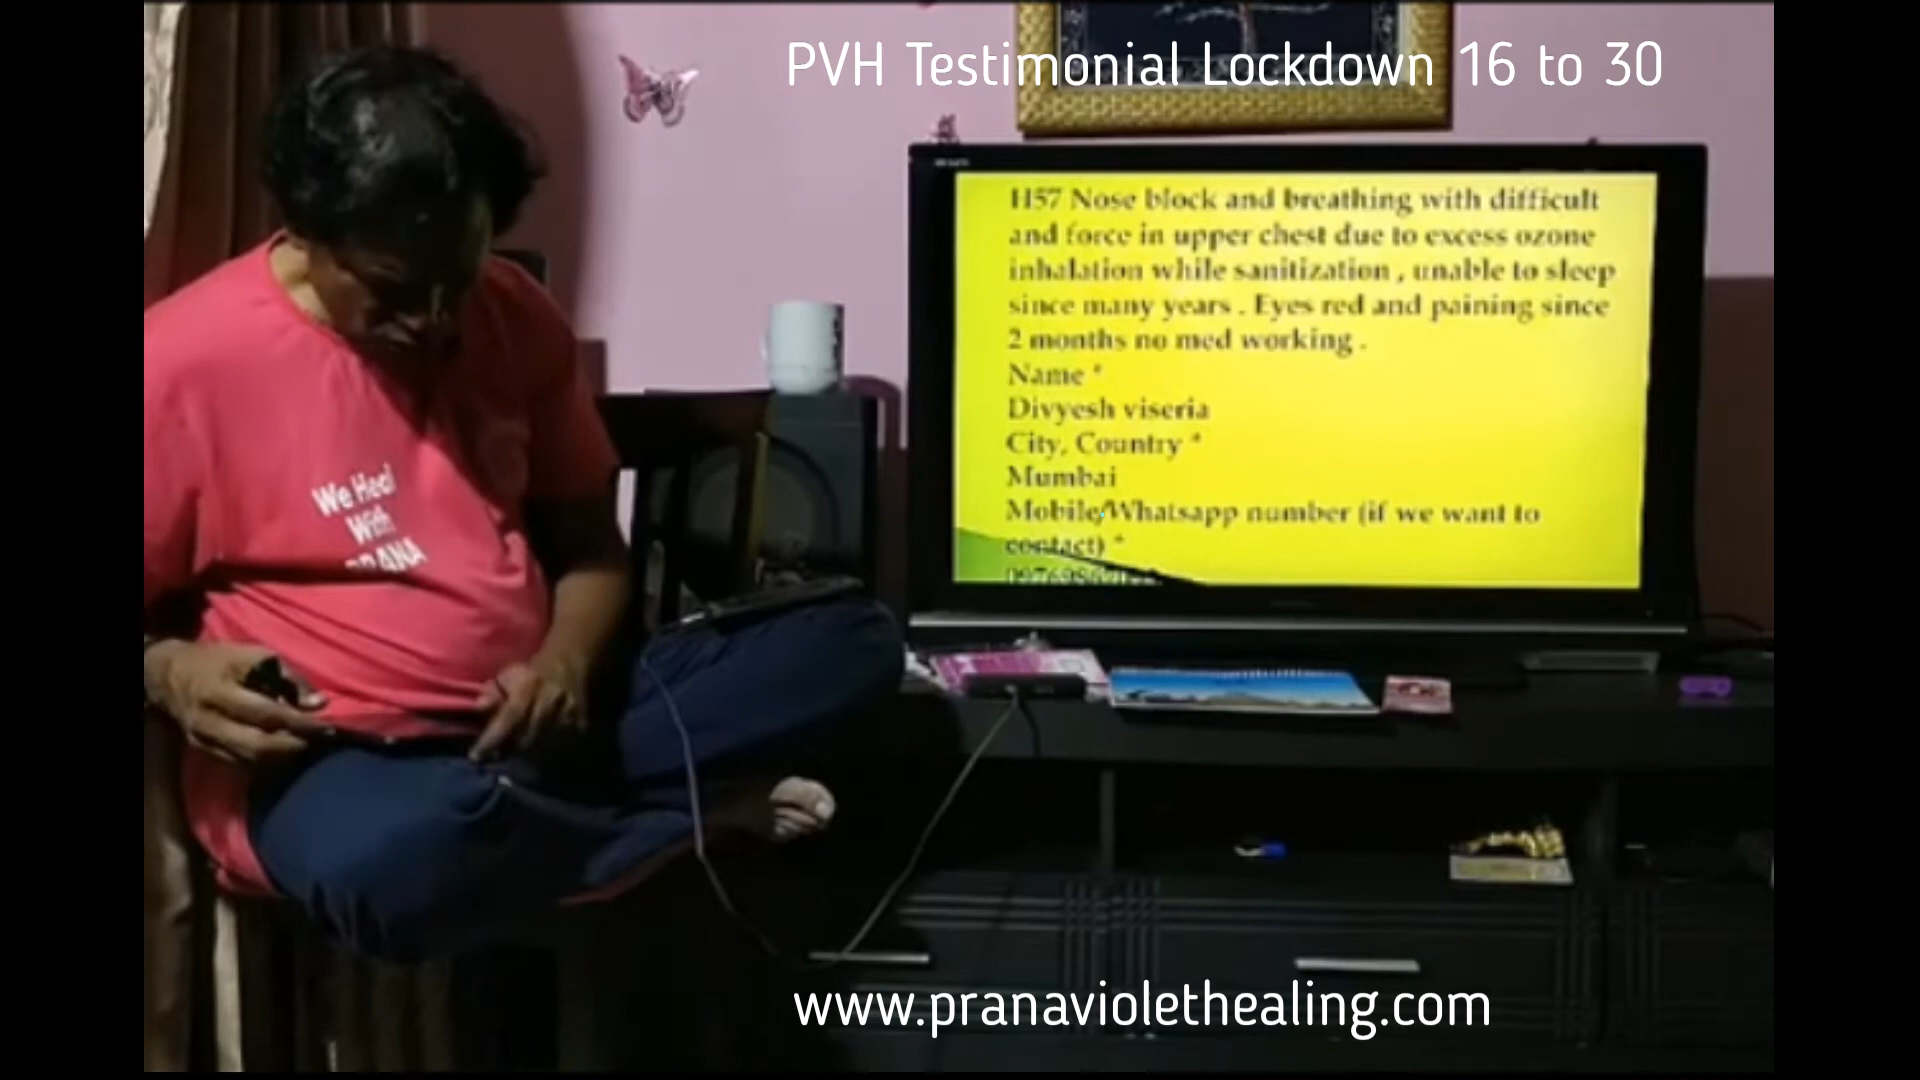 PVH Testimonial Lockdown 16 to 30
H57 Nose block and breathing with difficult
and force in upper chest due to excess ozone
inhalation while sanitization , unable to sleep
since many years . Eyes red and paining since
2 months no med working .
Name *
Divyesh viseria
City, Country *
Mumbai
Mobile/Whatsapp number (if we want to
contact) *
We Heal
With
PRANA
www.pranaviolethealing.com